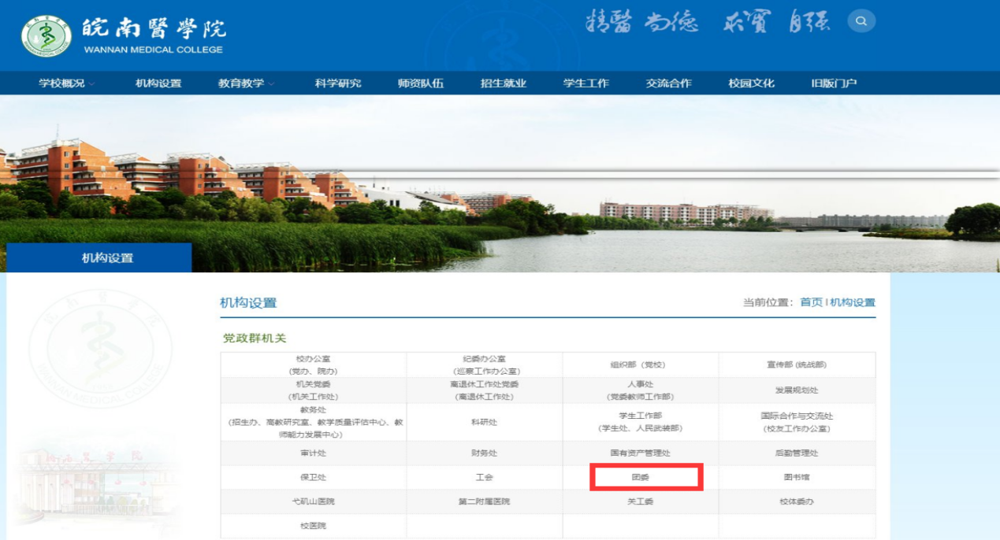 皖南醫學院
WANNAN MEDICAL COLLEGE
精醫 尚德 求實 自强
学校概况 机构设置 教育教学 科学研究 师资队伍 招生就业 学生工作 交流合作 校园文化 旧版门户
机构设置
机构设置
当前位置: 首页 | 机构设置
党政群机关
校办公室
(党办、院办)
纪委办公室
(巡察工作办公室)
组织部 (党校)
宣传部 (统战部)
机关党委
(机关工作处)
离退休工作处党委
(离退休工作处)
人事处
(党委教师工作部)
发展规划处
教务处
(招生办、高教研究室、教学质量评估中心、教
师能力发展中心)
科研处
学生工作部
(学生处、人民武装部)
国际合作与交流处
(校友工作办公室)
审计处
财务处
国有资产管理处
后勤管理处
保卫处
工会
团委
图书馆
弋矶山医院
第二附属医院
关工委
校体委办
校医院
皖南醫學院
WANNAN MEDICAL COLLEGE